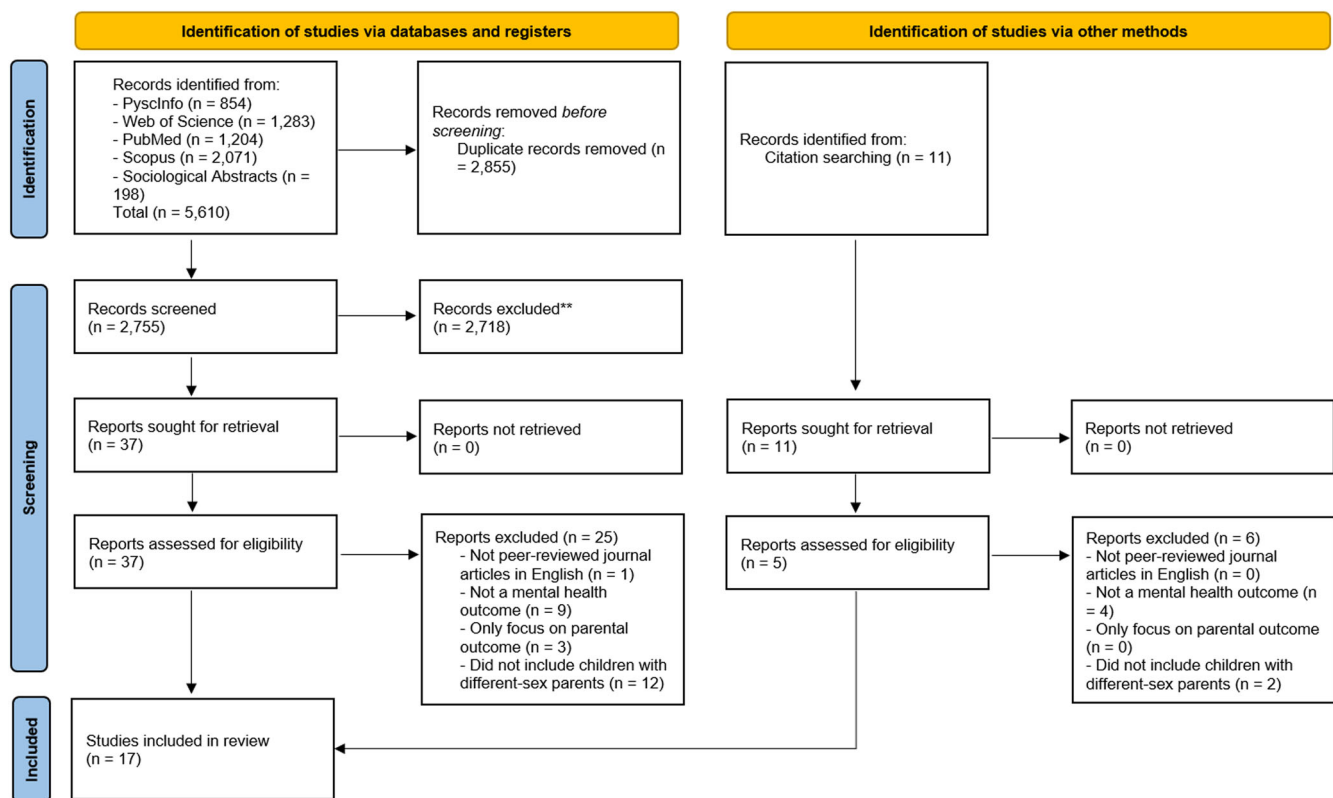 Identification of studies via databases and registers
Identification of studies via other methods
Identification
Records identified from:
- PyscInfo (n = 854)
- Web of Science (n = 1,283)
- PubMed (n = 1,204)
- Scopus (n = 2,071)
- Sociological Abstracts (n =
198)
Total (n = 5,610)
Records removed before
screening:
Duplicate records removed (n
= 2,855)
Records identified from:
Citation searching (n = 11)
Screening
Records screened
(n = 2,755)
Records excluded**
(n = 2,718)
Reports sought for retrieval
(n = 37)
Reports not retrieved
(n = 0)
Reports sought for retrieval
(n = 11)
Reports not retrieved
(n = 0)
Reports assessed for eligibility
(n = 37)
Reports excluded (n = 25)
- Not peer-reviewed journal
articles in English (n = 1)
- Not a mental health
outcome (n = 9)
- Only focus on parental
outcome (n = 3)
- Did not include children with
different-sex parents (n = 12)
Reports assessed for eligibility
(n = 5)
Reports excluded (n = 6)
- Not peer-reviewed journal
articles in English (n = 0)
- Not a mental health outcome (n
= 4)
- Only focus on parental outcome
(n = 0)
- Did not include children with
different-sex parents (n = 2)
Included
Studies included in review
(n = 17)